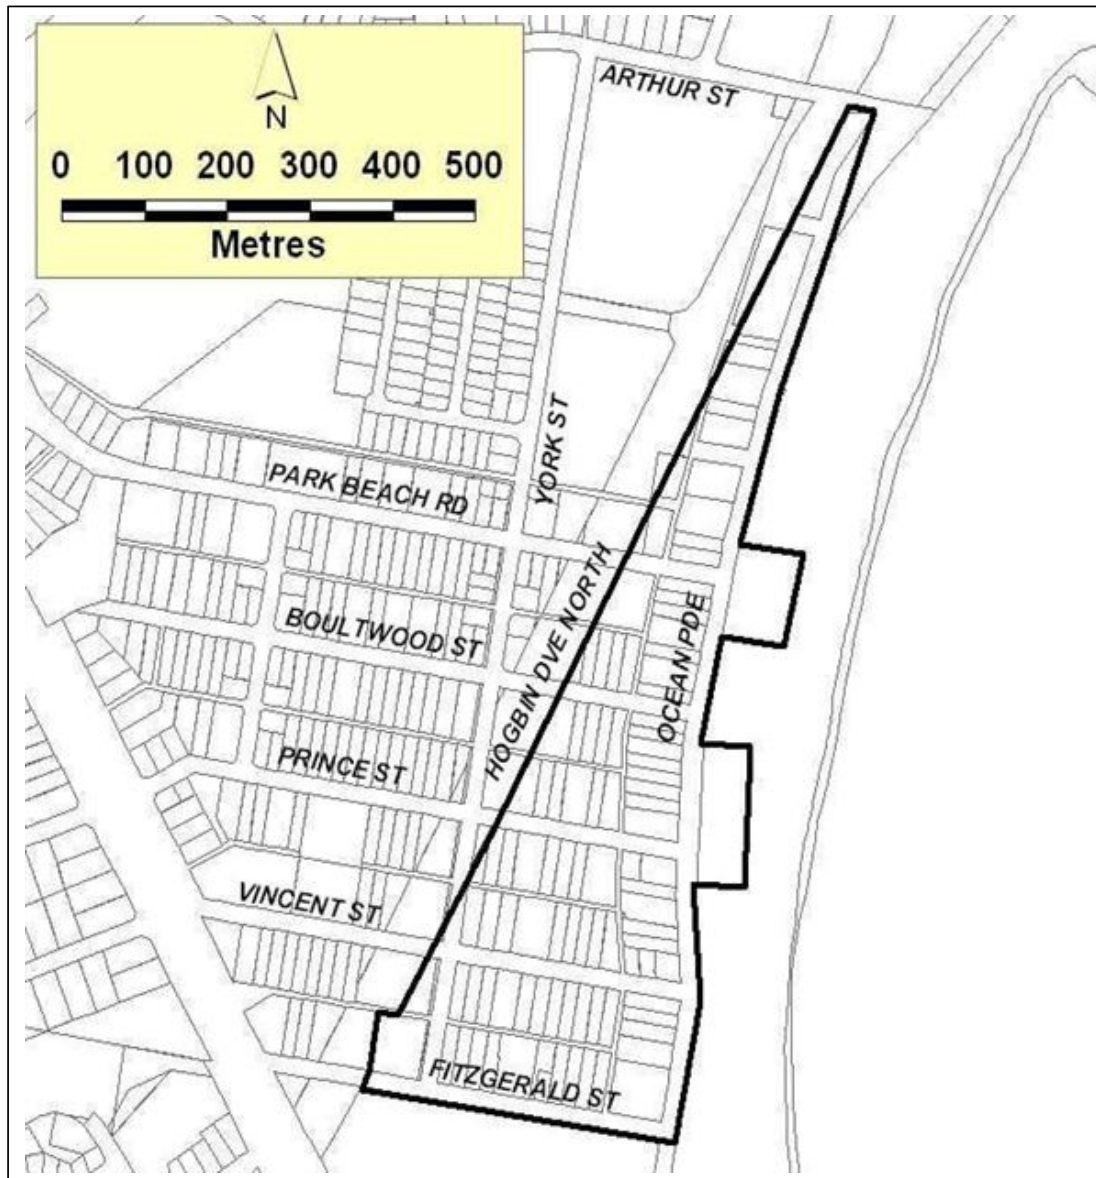 ARTHUR ST
N
0 100 200 300 400 500
Metres
YORK ST
PARK BEACH RD
HOGBIN DVE NORTH
BOULTWOOD ST
OCEAN PDE
PRINCE ST
VINCENT ST
FITZGERALD ST